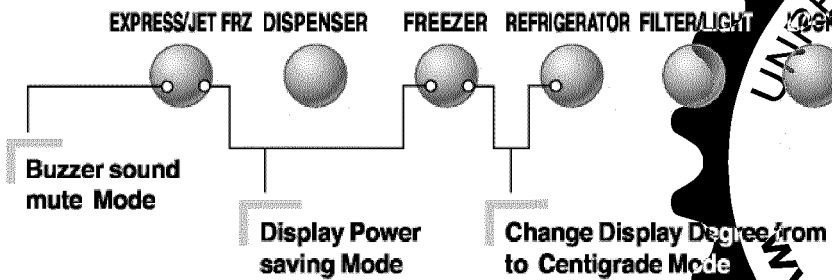 EXPRESS/JET FRZ DISPENSER FREEZER REFRIGERATOR FILTER/LIGHT
Buzzer sound
mute Mode
Display Power
saving Mode
Change Display Degree from
to Centigrade Mode